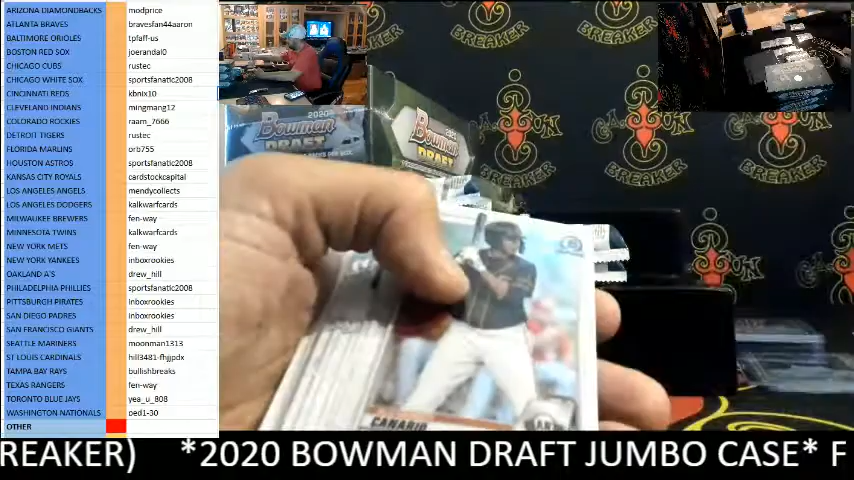 ARIZONA DIAMONDBACKS modprice
ATLANTA BRAVES bravesfan44aaron
BALTIMORE ORIOLES tpfaff-us
BOSTON RED SOX joerandal0
CHICAGO CUBS rustec
CHICAGO WHITE SOX sportsfanatic2008
CINCINNATI REDS kbnix10
CLEVELAND INDIANS mingmang12
COLORADO ROCKIES raam_7666
DETROIT TIGERS rustec
FLORIDA MARLINS orb755
HOUSTON ASTROS sportsfanatic2008
KANSAS CITY ROYALS cardstockcapital
LOS ANGELES ANGELS mendycollects
LOS ANGELES DODGERS kalkwarfcards
MILWAUKEE BREWERS fen-way
MINNESOTA TWINS kalkwarfcards
NEW YORK METS fen-way
NEW YORK YANKEES inboxrookies
OAKLAND A'S drew_hill
PHILADELPHIA PHILLIES sportsfanatic2008
PITTSBURGH PIRATES inboxrookies
SAN DIEGO PADRES inboxrookies
SAN FRANCISCO GIANTS drew_hill
SEATTLE MARINERS moonman1313
ST LOUIS CARDINALS hill3481-fhjjpdx
TAMPA BAY RAYS bullishbreaks
TEXAS RANGERS fen-way
TORONTO BLUE JAYS yea_u_808
WASHINGTON NATIONALS ped1-30
OTHER
2020
Bowman
DRAFT
Bowman
DRAFT
BREAKER
BREAKER
BREAKER
BREAKER
BREAKER
BREAKER
CANARIO
REAKER) *2020 BOWMAN DRAFT JUMBO CASE* F